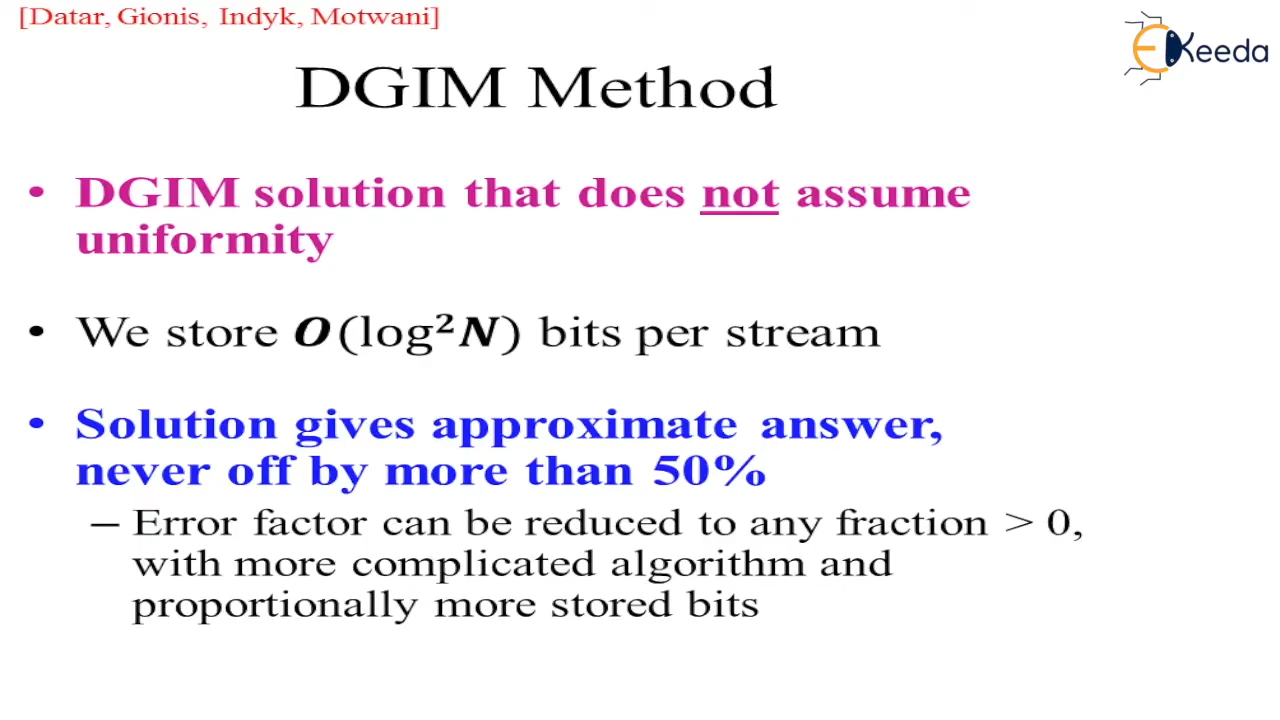 [Datar, Gionis, Indyk, Motwani]
EKeeda
DGIM Method
• DGIM solution that does not assume
uniformity
• We store O(log²N) bits per stream
• Solution gives approximate answer,
never off by more than 50%
– Error factor can be reduced to any fraction > 0,
with more complicated algorithm and
proportionally more stored bits